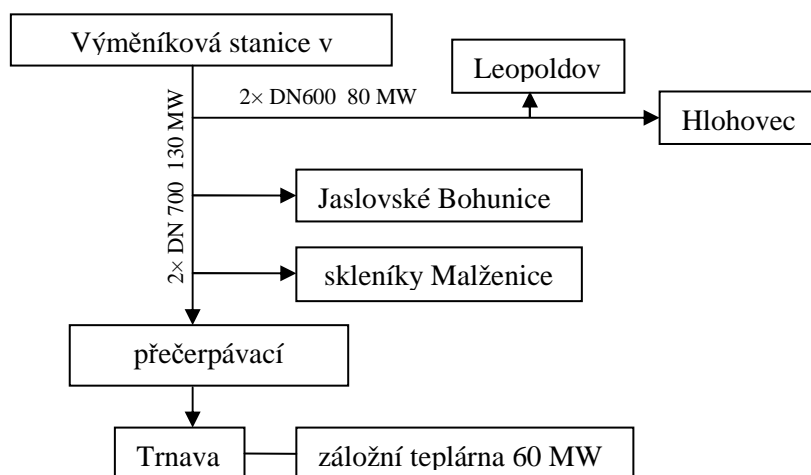 Výměníková stanice v
Leopoldov
2× DN600 80 MW
Hlohovec
2× DN 700 130 MW
Jaslovské Bohunice
skleníky Malženice
přečerpávací
Trnava
záložní teplárna 60 MW